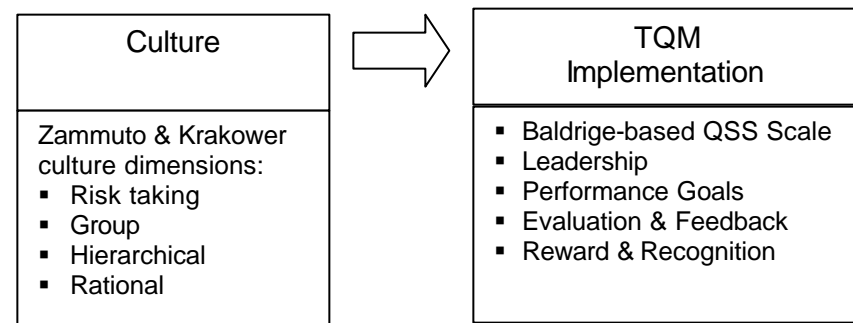 Culture
Zammuto & Krakower
culture dimensions:
▪ Risk taking
▪ Group
▪ Hierarchical
▪ Rational
TQM
Implementation
▪ Baldrige-based QSS Scale
▪ Leadership
▪ Performance Goals
▪ Evaluation & Feedback
▪ Reward & Recognition